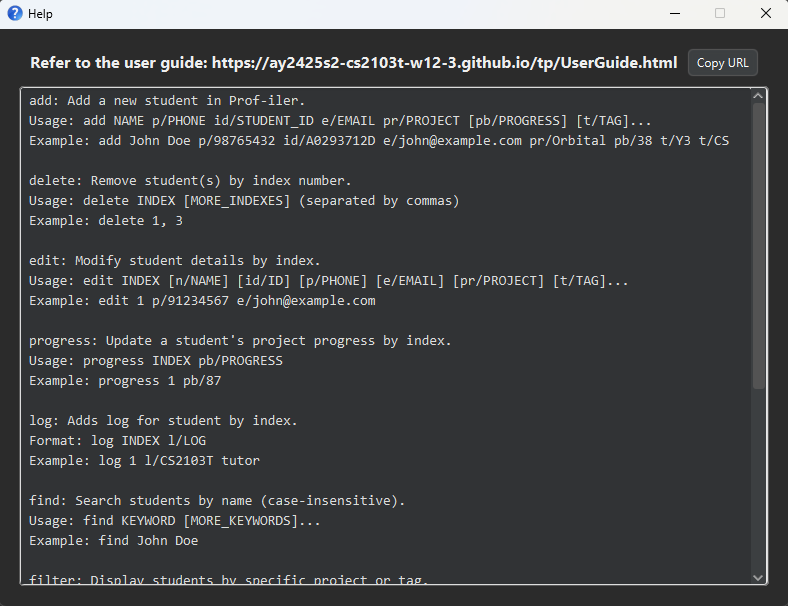 Help
Refer to the user guide: https://ay2425s2-cs2103t-w12-3.github.io/tp/UserGuide.html
Copy URL
add: Add a new student in Prof-iler.
Usage: add NAME p/PHONE id/STUDENT_ID e/EMAIL pr/PROJECT [pb/PROGRESS] [t/TAG]...
Example: add John Doe p/98765432 id/A0293712D e/john@example.com pr/Orbital pb/38 t/Y3 t/CS
delete: Remove student(s) by index number.
Usage: delete INDEX [MORE_INDEXES] (separated by commas)
Example: delete 1, 3
edit: Modify student details by index.
Usage: edit INDEX [n/NAME] [id/ID] [p/PHONE] [e/EMAIL] [pr/PROJECT] [t/TAG]...
Example: edit 1 p/91234567 e/john@example.com
progress: Update a student's project progress by index.
Usage: progress INDEX pb/PROGRESS
Example: progress 1 pb/87
log: Adds log for student by index.
Format: log INDEX l/LOG
Example: log 1 l/CS2103T tutor
find: Search students by name (case-insensitive).
Usage: find KEYWORD [MORE_KEYWORDS]...
Example: find John Doe
filter: Display students by specific project or tag.